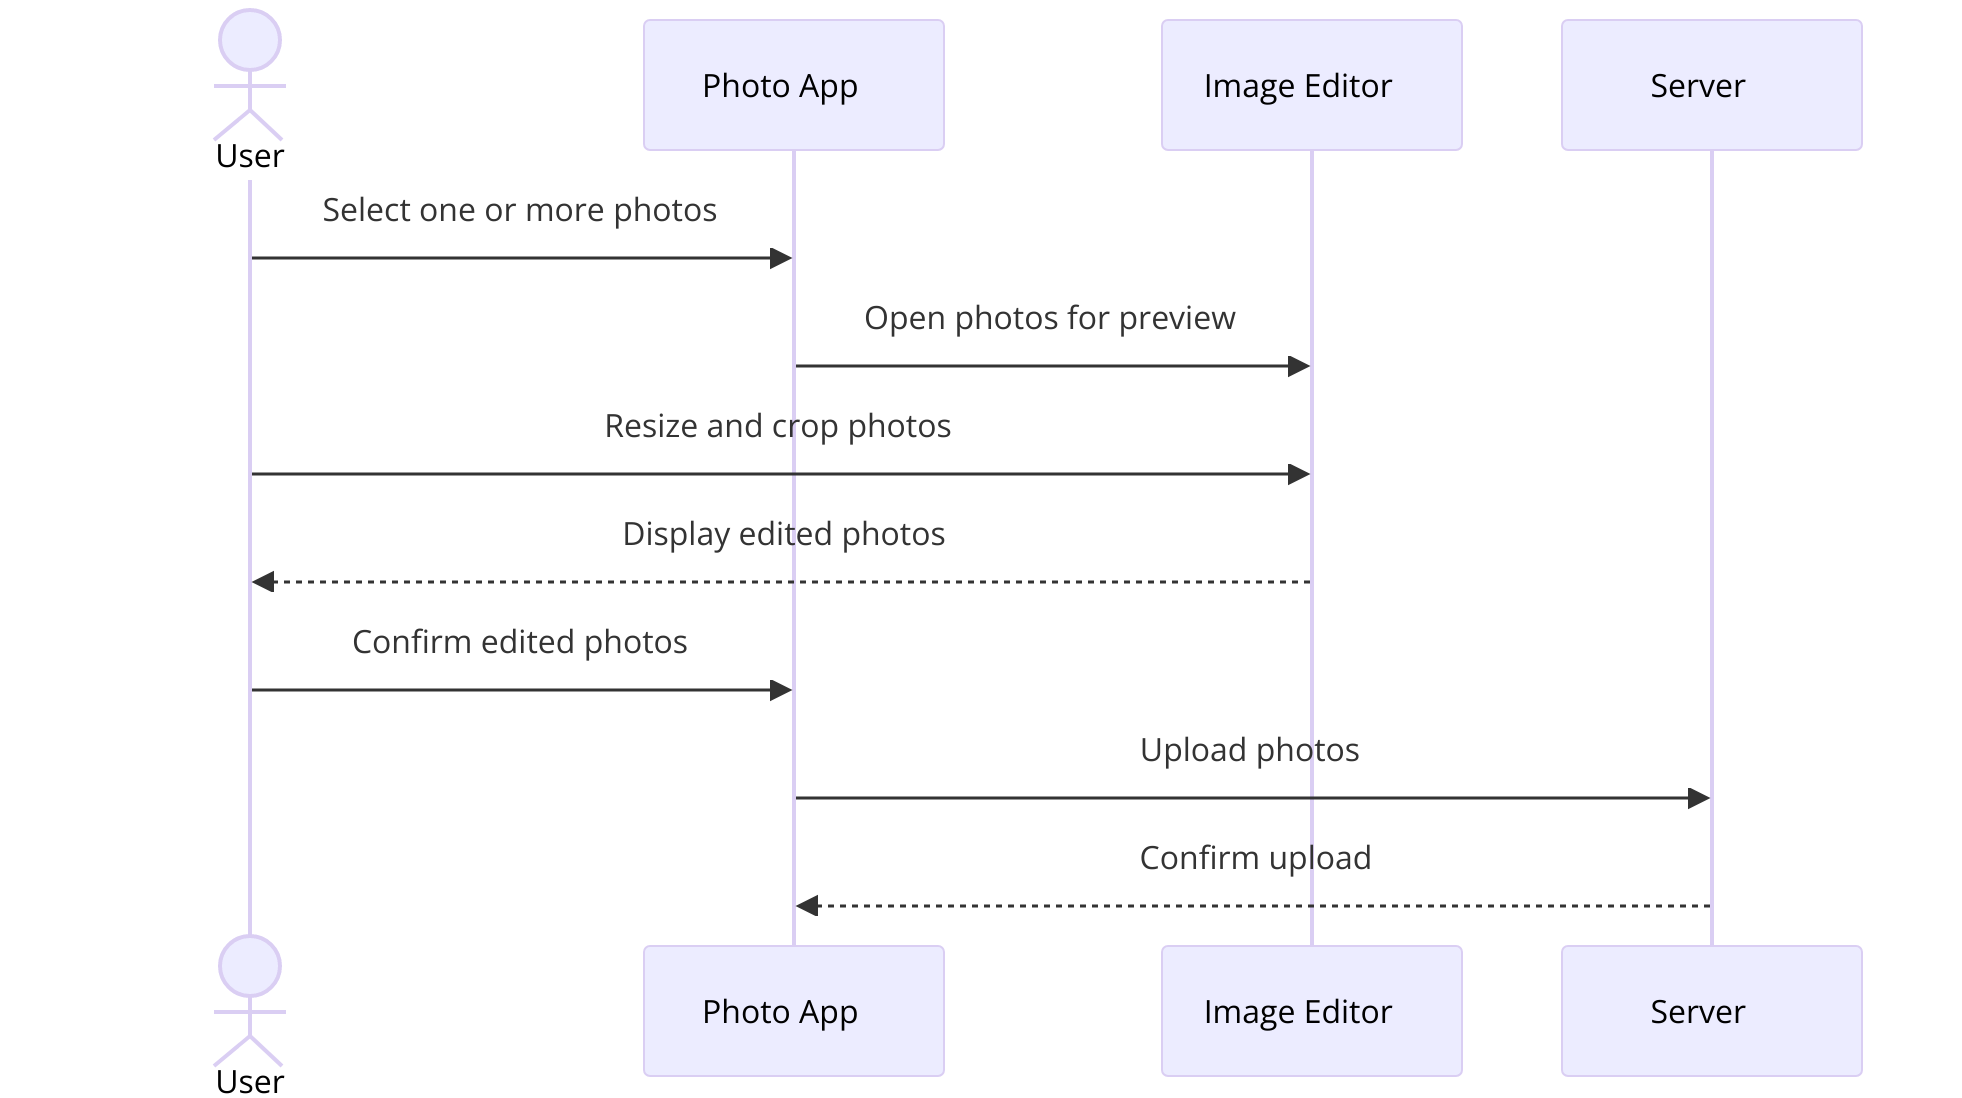 User
Photo App
Image Editor
Server
Select one or more photos
Open photos for preview
Resize and crop photos
Display edited photos
Confirm edited photos
Upload photos
Confirm upload
User
Photo App
Image Editor
Server